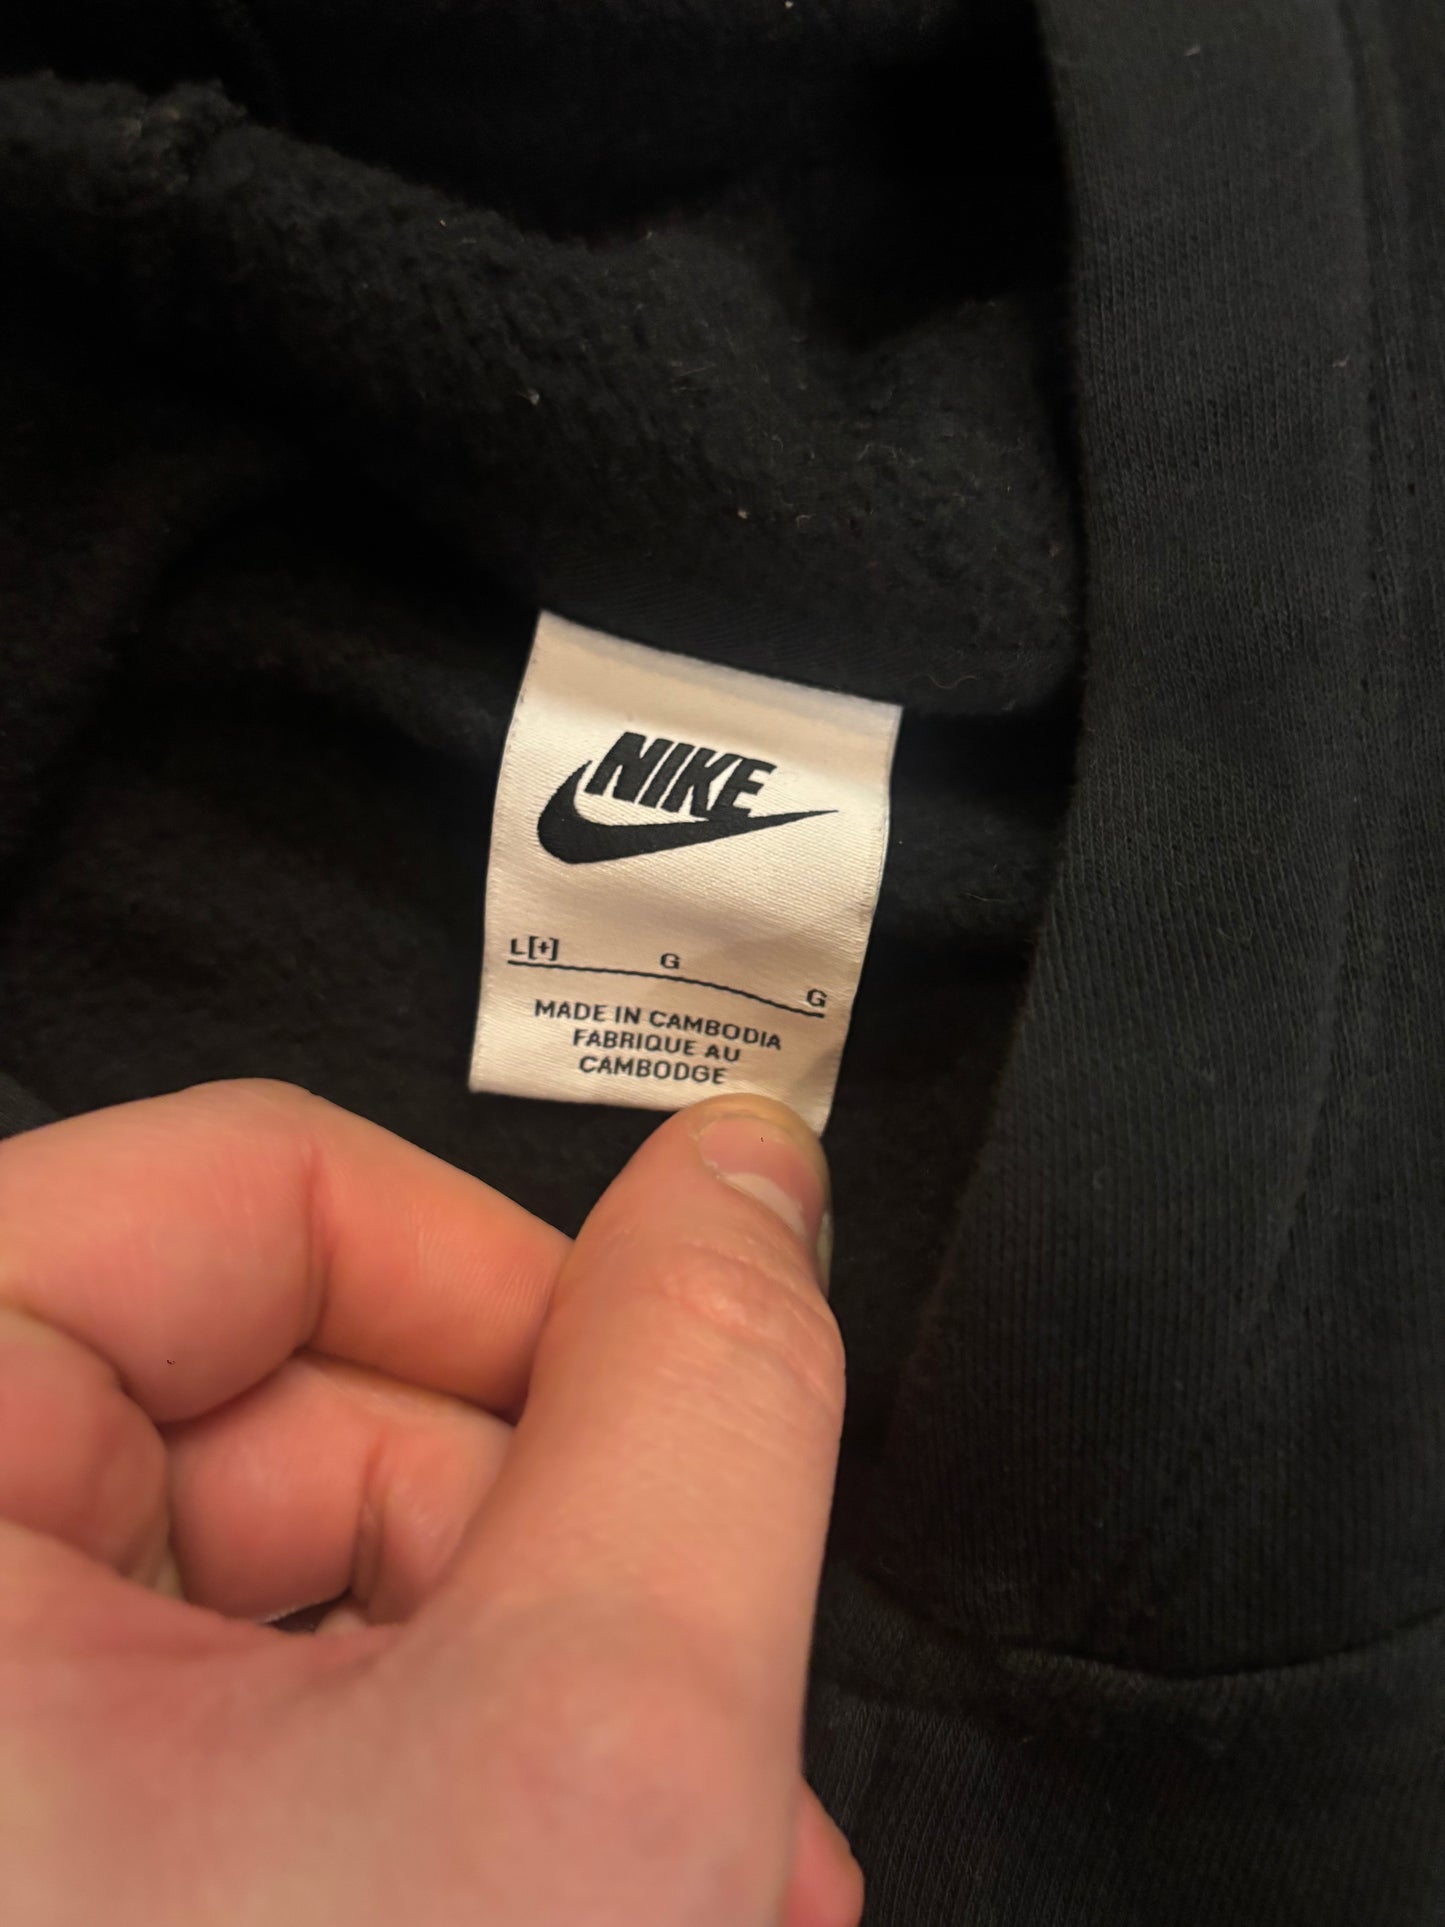 NIKE
L[+] G G
MADE IN CAMBODIA
FABRIQUE AU
CAMBODGE